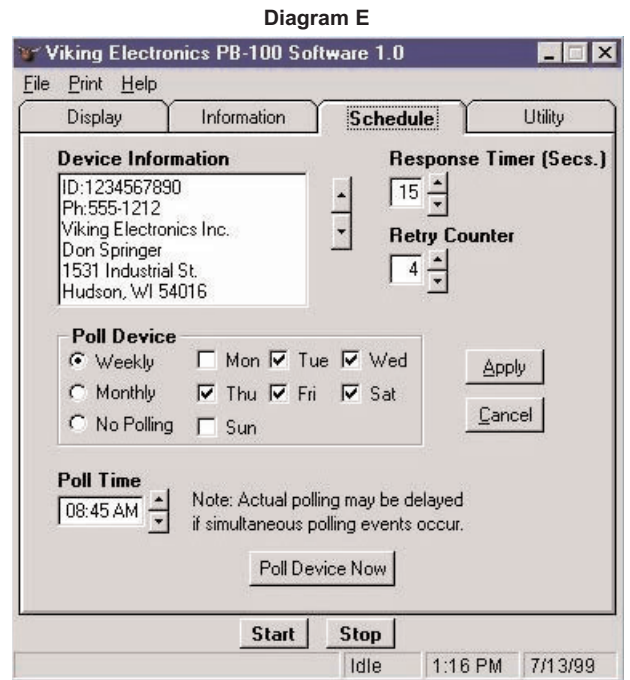 Diagram E
Viking Electronics PB-100 Software 1.0
File Print Help
Display Information Schedule Utility
Device Information
ID:1234567890
Ph:555-1212
Viking Electronics Inc.
Don Springer
1531 Industrial St.
Hudson, WI 54016
Response Timer (Secs.)
15
Retry Counter
4
Poll Device
Weekly Mon Tue Wed
Monthly Thu Fri Sat
No Polling Sun
Apply
Cancel
Poll Time
08:45 AM
Note: Actual polling may be delayed
if simultaneous polling events occur.
Poll Device Now
Start Stop
Idle 1:16 PM 7/13/99